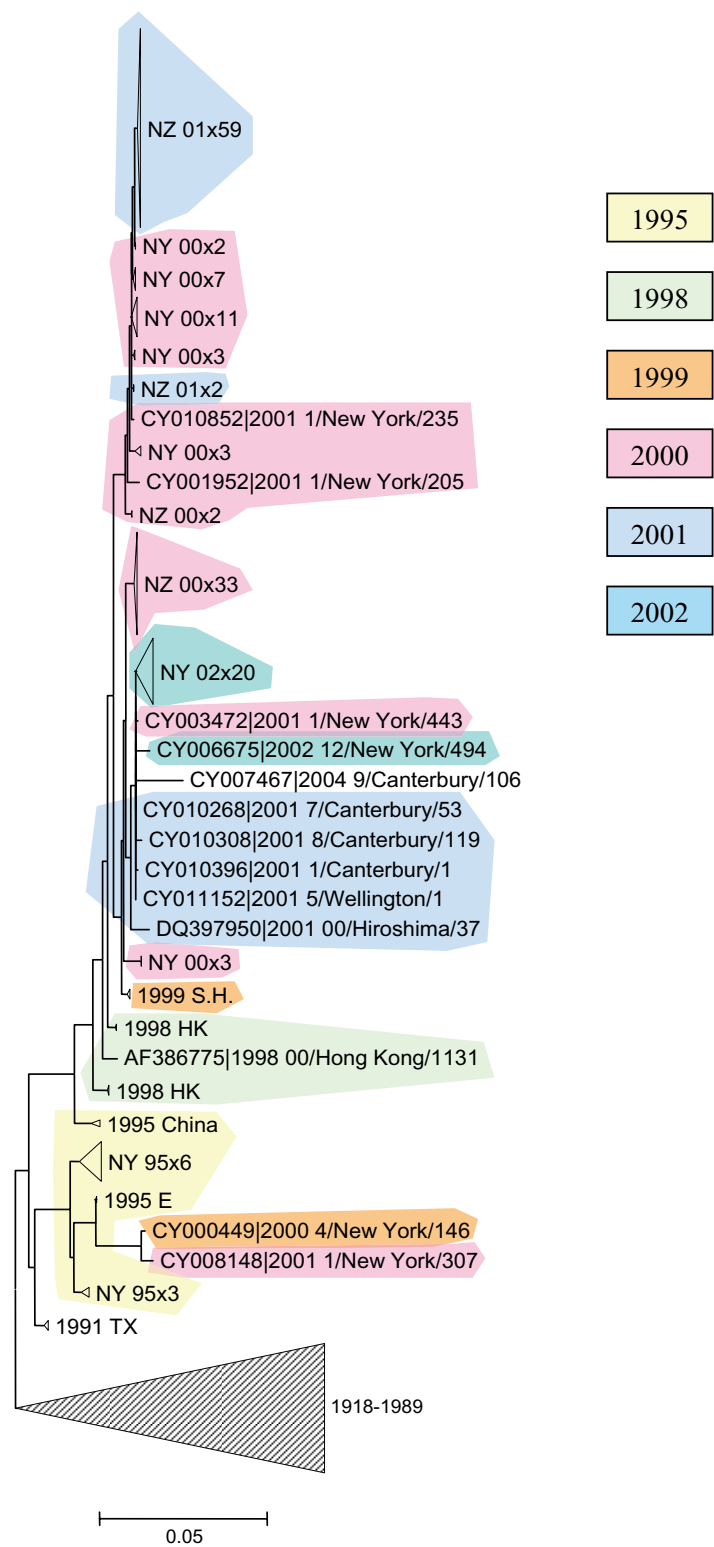 NZ 01x59
NY 00x2
NY 00x7
NY 00x11
NY 00x3
NZ 01x2
CY010852|2001 1/New York/235
NY 00x3
CY001952|2001 1/New York/205
NZ 00x2
NZ 00x33
NY 02x20
CY003472|2001 1/New York/443
CY006675|2002 12/New York/494
CY007467|2004 9/Canterbury/106
CY010268|2001 7/Canterbury/53
CY010308|2001 8/Canterbury/119
CY010396|2001 1/Canterbury/1
CY011152|2001 5/Wellington/1
DQ397950|2001 00/Hiroshima/37
NY 00x3
1999 S.H.
1998 HK
AF386775|1998 00/Hong Kong/1131
1998 HK
1995 China
NY 95x6
1995 E
CY000449|2000 4/New York/146
CY008148|2001 1/New York/307
NY 95x3
1991 TX
1918-1989
0.05
1995
1998
1999
2000
2001
2002